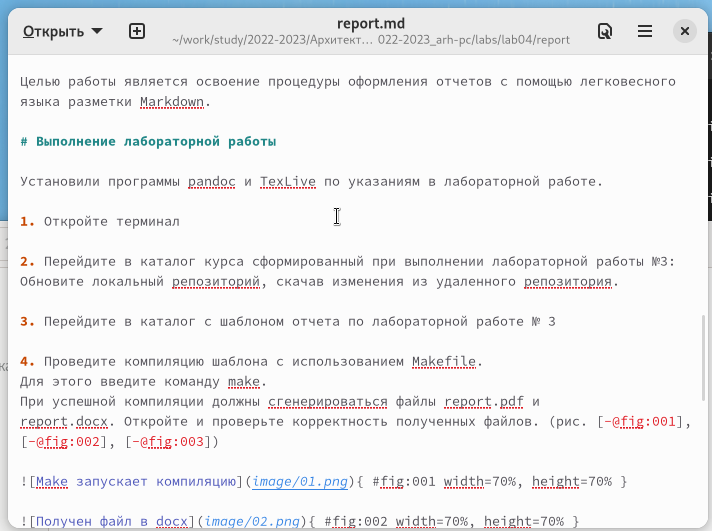 Открыть
report.md
~/work/study/2022-2023/Архитект… 022-2023_arh-pc/labs/lab04/report
Целью работы является освоение процедуры оформления отчетов с помощью легковесного
языка разметки Markdown.
# Выполнение лабораторной работы
Установили программы pandoc и TexLive по указаниям в лабораторной работе.
1. Откройте терминал
2. Перейдите в каталог курса сформированный при выполнении лабораторной работы №3:
Обновите локальный репозиторий, скачав изменения из удаленного репозитория.
3. Перейдите в каталог с шаблоном отчета по лабораторной работе № 3
4. Проведите компиляцию шаблона с использованием Makefile.
Для этого введите команду make.
При успешной компиляции должны сгенерироваться файлы report.pdf и
report.docx. Откройте и проверьте корректность полученных файлов. (рис. [-@fig:001],
[-@fig:002], [-@fig:003])
![Make запускает компиляцию](image/01.png){ #fig:001 width=70%, height=70% }
![Получен файл в docx](image/02.png){ #fig:002 width=70%, height=70% }